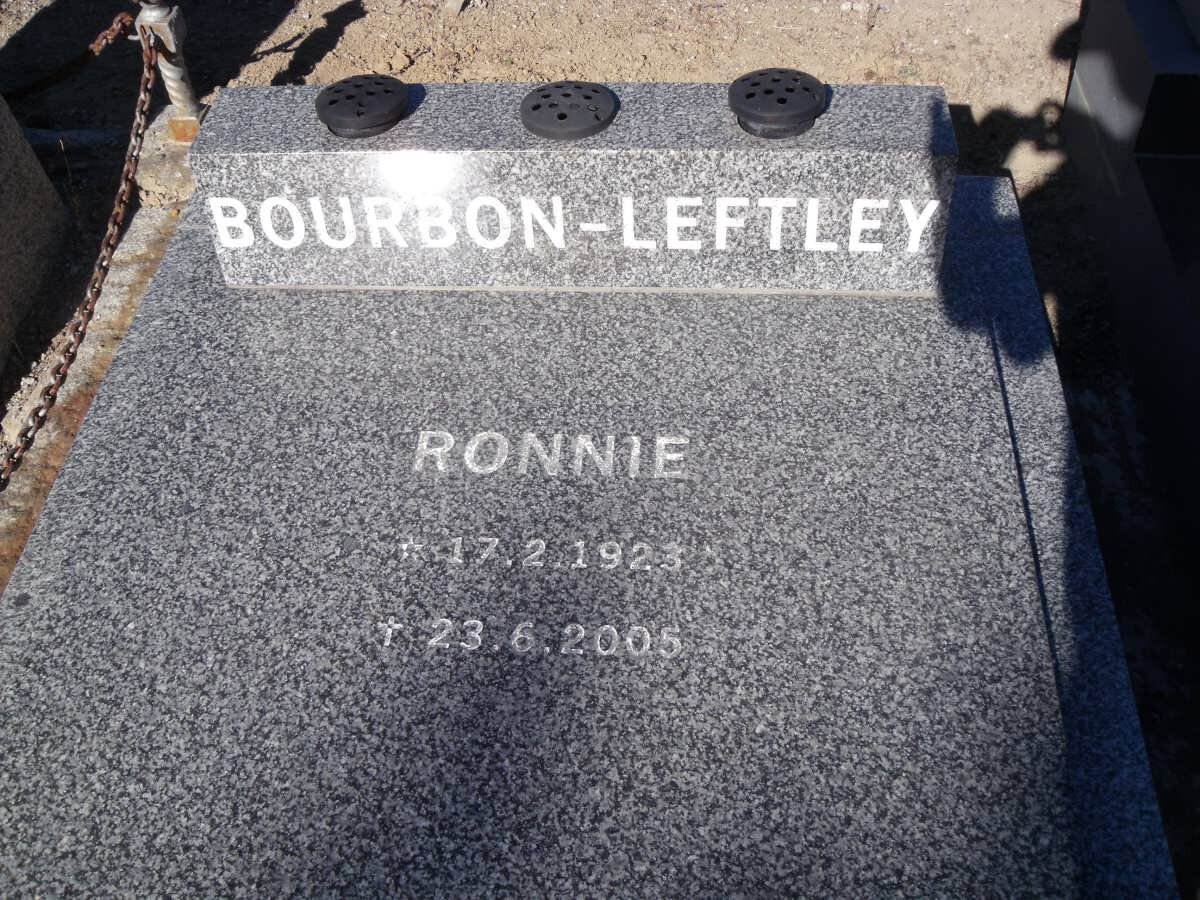 BOURBON-LEFTLEY
RONNIE
* 17.2.1923
† 23.6.2005